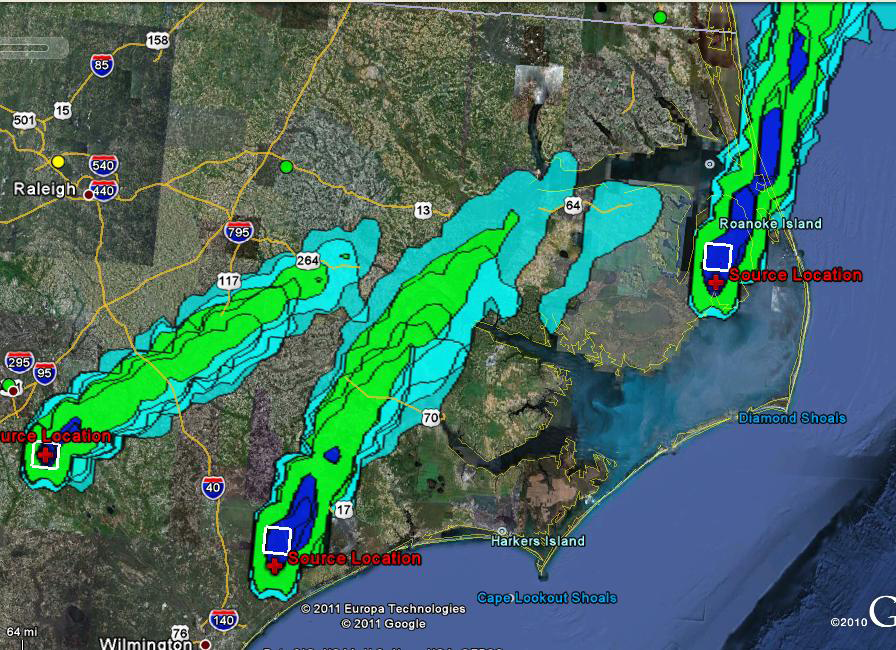 158
85
15
501
540
Raleigh
440
13
64
795
Roanoke Island
264
117
Source Location
295
95
70
Diamond Shoals
urce Location
40
17
Harkers Island
Source Location
Cape Lookout Shoals
© 2011 Europa Technologies
© 2011 Google
140
©2010 G
76
64 mi
Wilmington